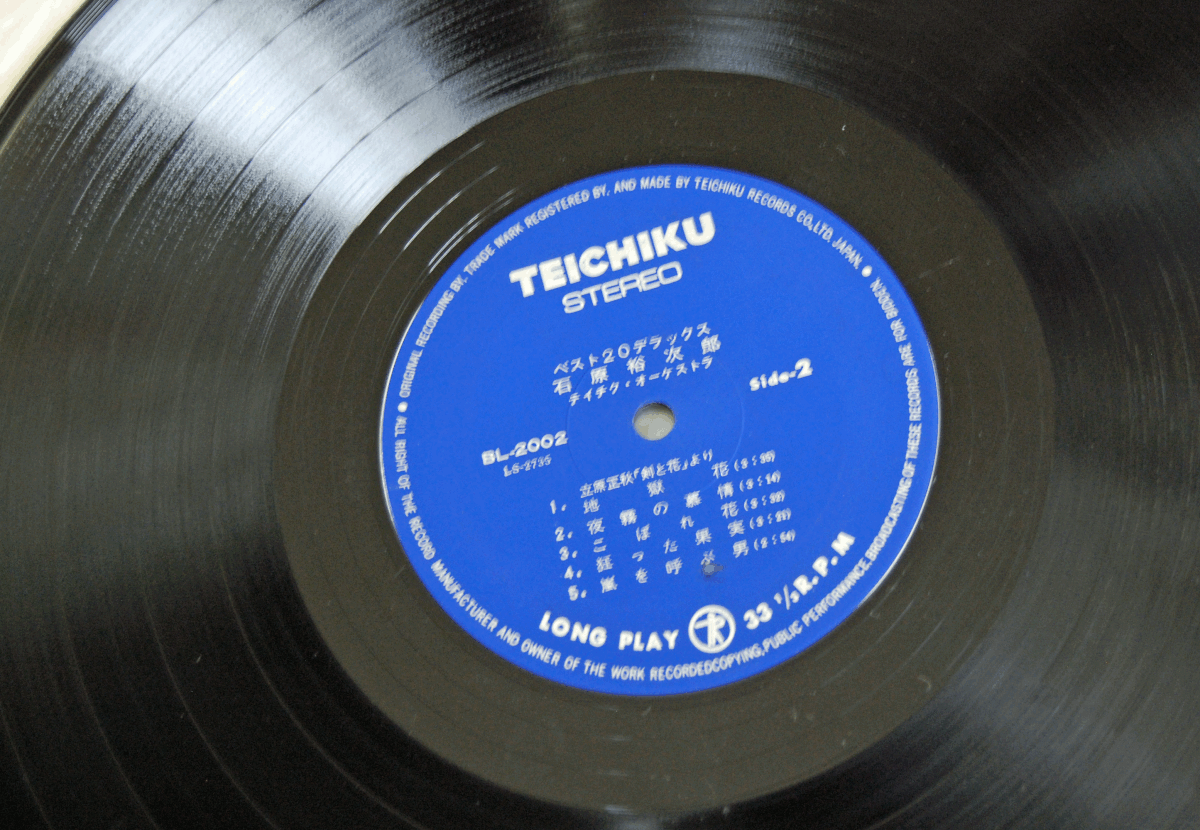 ● ORIGINAL RECORDING BY, TRADE MARK REGISTERED BY, AND MADE BY TEICHIKU RECORDS CO.,LTD. JAPAN. ●
TEICHIKU
STEREO
ベスト20デラックス
石原裕次郎
テイチク・オーケストラ
Side-2
BL-2002
LS-2735
立原正秋「剣と花」より
1. 地獄花
2. 夜霧の慕情
3. こぼれ花
4. 狂った果実
5. 嵐を呼ぶ男
LONG PLAY 33 1/3 R.P.M
ALL RIGHT OF THE RECORD MANUFACTURER AND OWNER OF THE WORK RECORDEDCOPYING,PUBLIC PERFORMANCE,BROADCASTING OF THESE RECORDS ARE FOR BIDDEN.